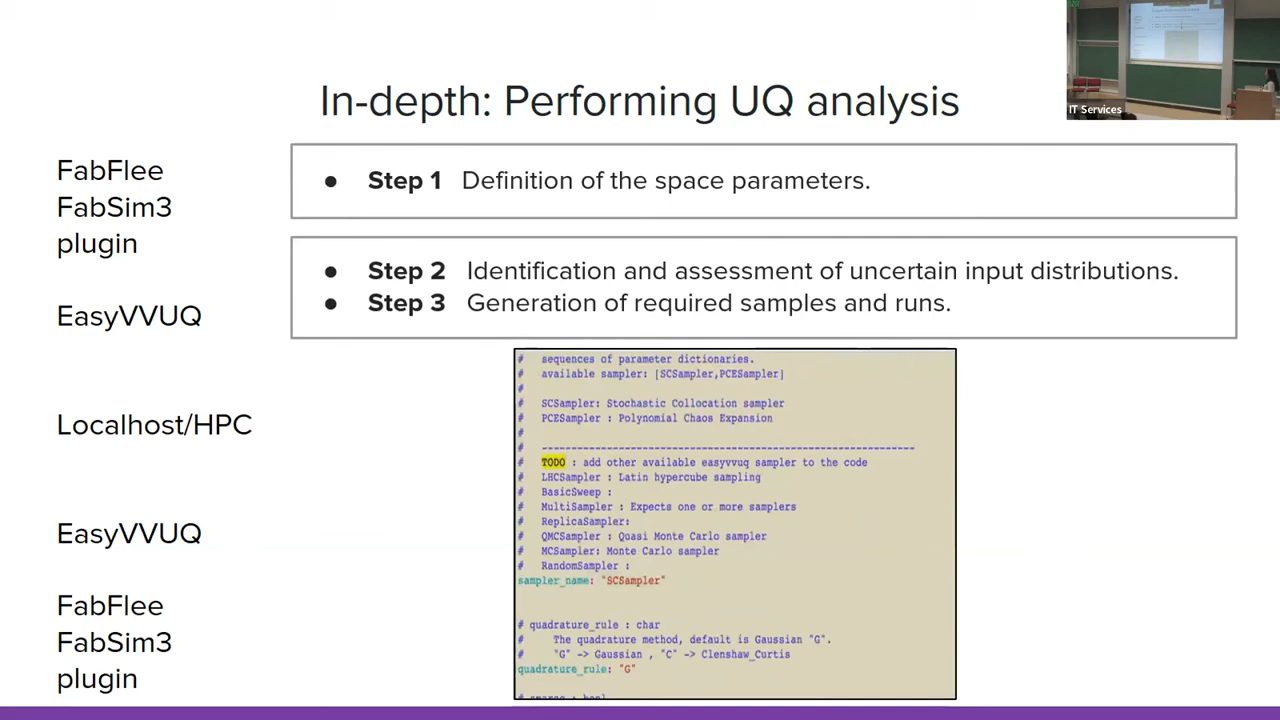 In-depth: Performing UQ analysis
IT Services
FabFlee
FabSim3
plugin
EasyVVUQ
Localhost/HPC
EasyVVUQ
FabFlee
FabSim3
plugin
● Step 1 Definition of the space parameters.
● Step 2 Identification and assessment of uncertain input distributions.
● Step 3 Generation of required samples and runs.
# sequences of parameter dictionaries.
# available sampler: [SCSampler,PCESampler]
#
# SCSampler: Stochastic Collocation sampler
# PCESampler : Polynomial Chaos Expansion
#
# ----------------------------------------------------------------
# TODO : add other available easyvvuq sampler to the code
# LHCSampler : Latin hypercube sampling
# BasicSweep :
# MultiSampler : Expects one or more samplers
# ReplicaSampler:
# QMCSampler : Quasi Monte Carlo sampler
# MCSampler: Monte Carlo sampler
# RandomSampler :
sampler_name: "SCSampler"
# quadrature_rule : char
# The quadrature method, default is Gaussian "G".
# "G" -> Gaussian , "C" -> Clenshaw_Curtis
quadrature_rule: "G"